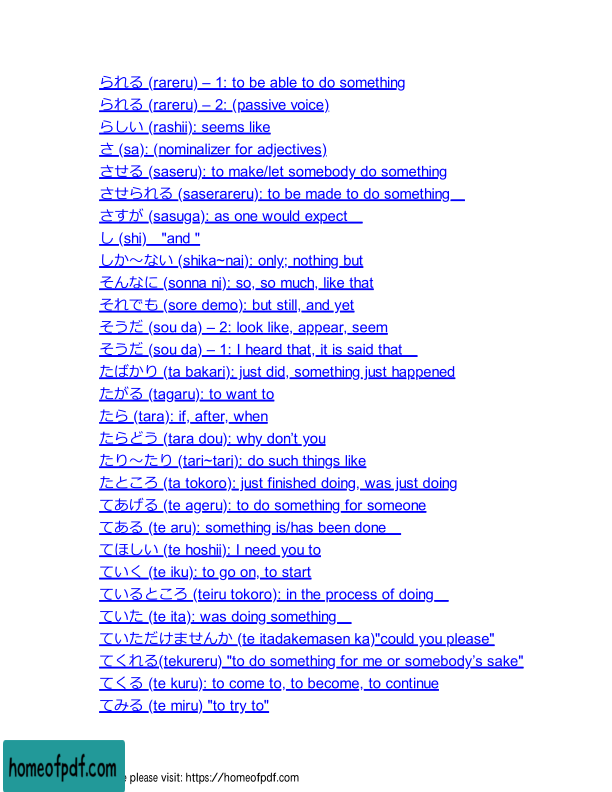 られる (rareru) – 1: to be able to do something
られる (rareru) – 2: (passive voice)
らしい (rashii): seems like
さ (sa): (nominalizer for adjectives)
させる (saseru): to make/let somebody do something
させられる (saserareru): to be made to do something
さすが (sasuga): as one would expect
し (shi)　"and "
しか～ない (shika~nai): only; nothing but
そんなに (sonna ni): so, so much, like that
それでも (sore demo): but still, and yet
そうだ (sou da) – 2: look like, appear, seem
そうだ (sou da) – 1: I heard that, it is said that
たばかり (ta bakari): just did, something just happened
たがる (tagaru): to want to
たら (tara): if, after, when
たらどう (tara dou): why don’t you
たり～たり (tari~tari): do such things like
たところ (ta tokoro): just finished doing, was just doing
てあげる (te ageru): to do something for someone
てある (te aru): something is/has been done
てほしい (te hoshii): I need you to
ていく (te iku): to go on, to start
ているところ (teiru tokoro): in the process of doing
ていた (te ita): was doing something
ていただけませんか (te itadakemasen ka)"could you please"
てくれる(tekureru) "to do something for me or somebody’s sake"
てくる (te kuru): to come to, to become, to continue
てみる (te miru) "to try to"
homeofpdf.com
please visit: https://homeofpdf.com